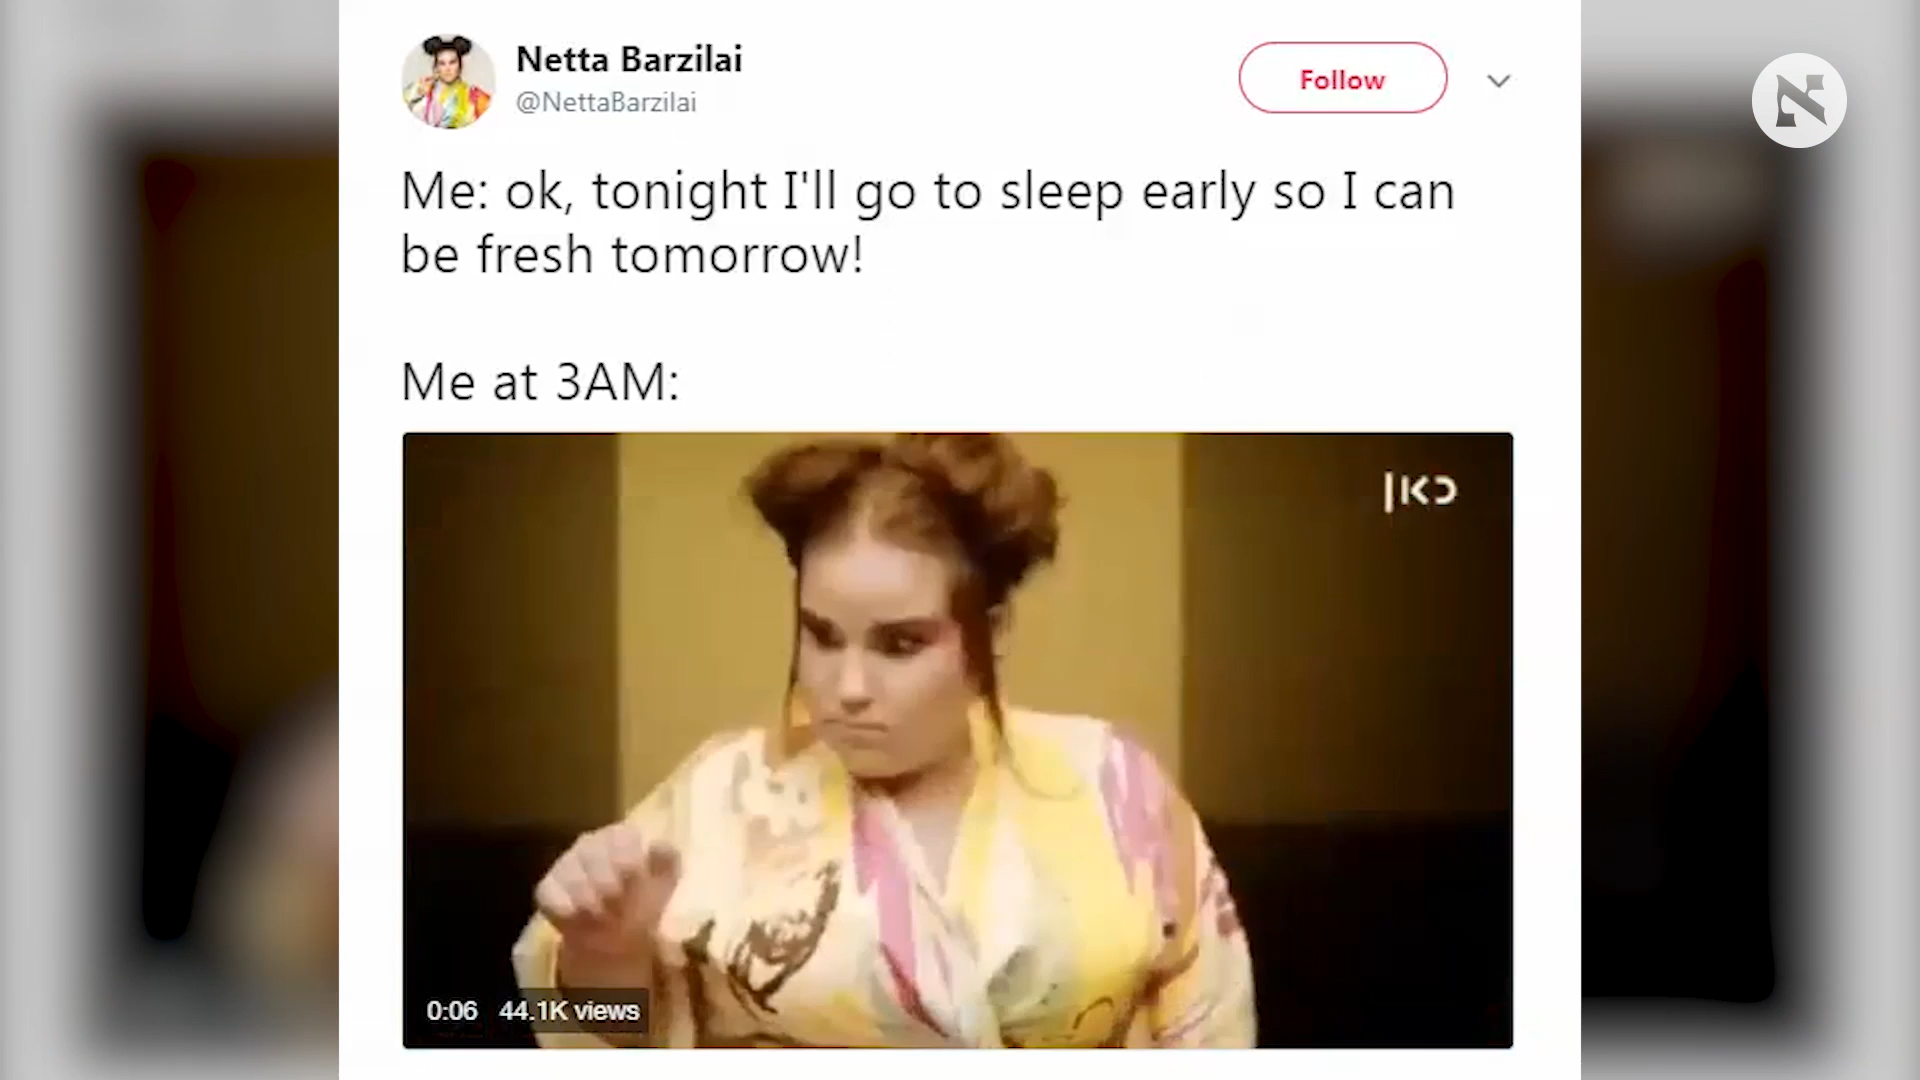 Netta Barzilai
@NettaBarzilai
Follow
א
Me: ok, tonight I'll go to sleep early so I can
be fresh tomorrow!
Me at 3AM:
כאן
0:06 44.1K views